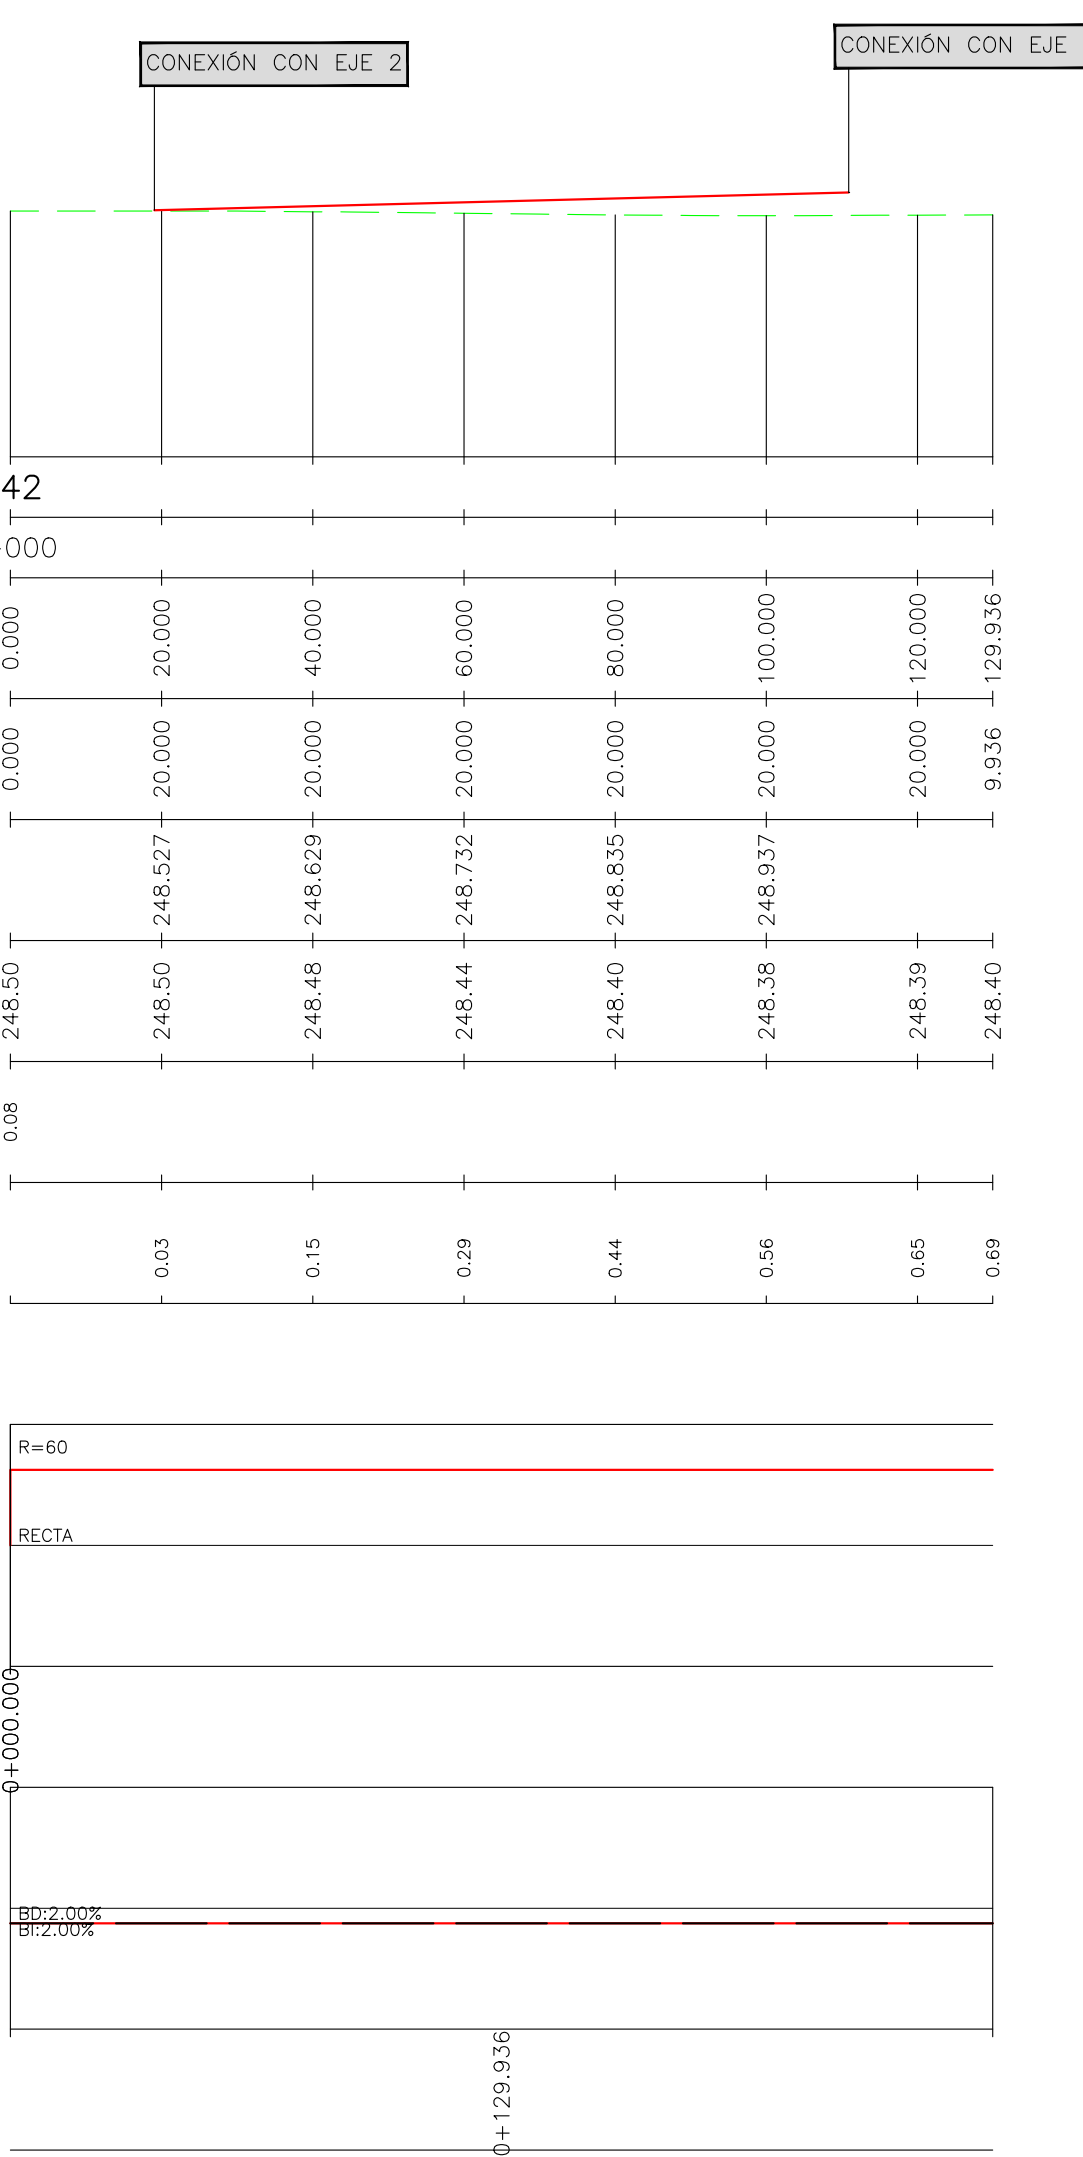 CONEXIÓN CON EJE 2
CONEXIÓN CON EJE
42
000
0.000 20.000 40.000 60.000 80.000 100.000 120.000 129.936
0.000 20.000 20.000 20.000 20.000 20.000 20.000 9.936
248.527 248.629 248.732 248.835 248.937
248.50 248.50 248.48 248.44 248.40 248.38 248.39 248.40
0.08
0.03 0.15 0.29 0.44 0.56 0.65 0.69
R=60
RECTA
0+000.000
BD:2.00%
BI:2.00%
0+129.936